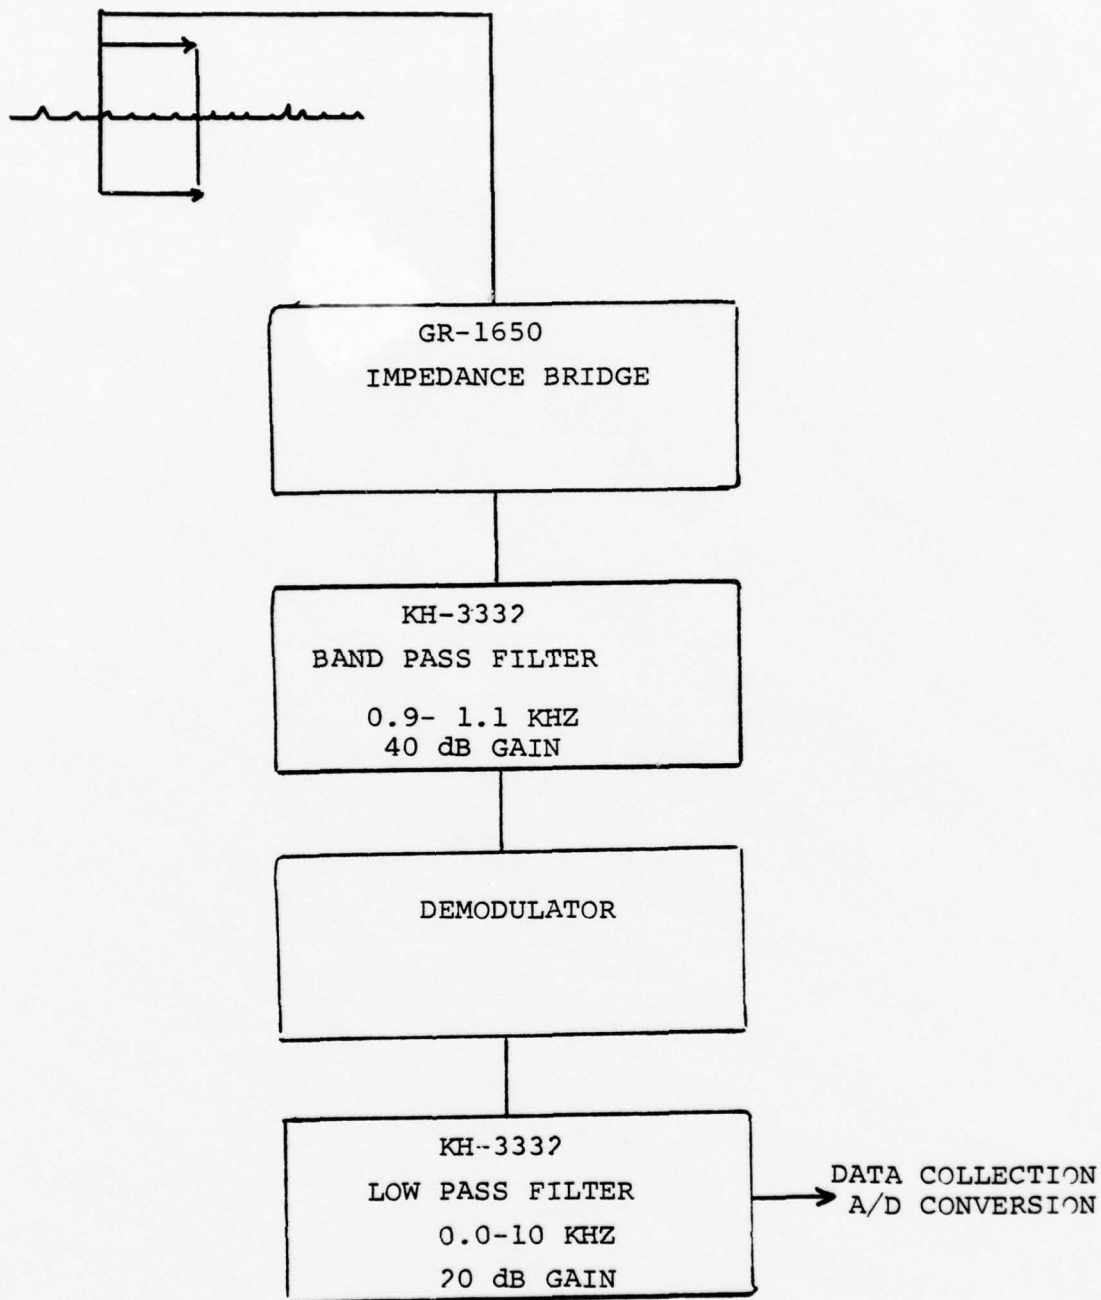 GR-1650
IMPEDANCE BRIDGE
KH-3332
BAND PASS FILTER
0.9- 1.1 KHZ
40 dB GAIN
DEMODULATOR
KH-3332
LOW PASS FILTER
0.0-10 KHZ
20 dB GAIN
DATA COLLECTION
A/D CONVERSION